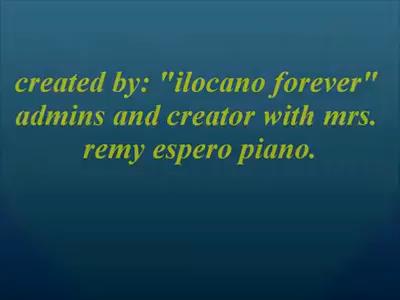 created by: "ilocano forever"
admins and creator with mrs.
remy espero piano.